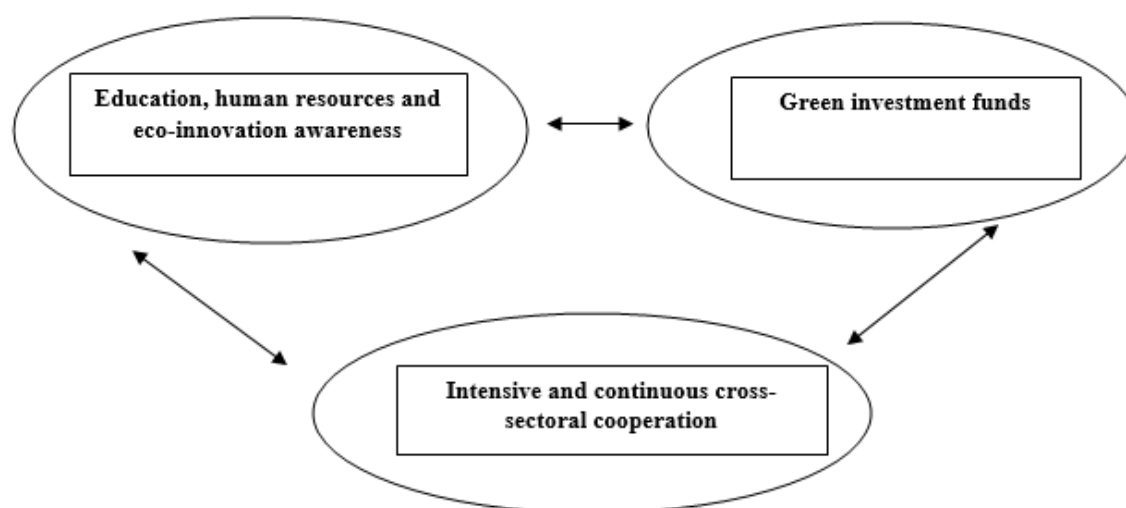 Education, human resources and
eco-innovation awareness
Green investment funds
Intensive and continuous cross-
sectoral cooperation